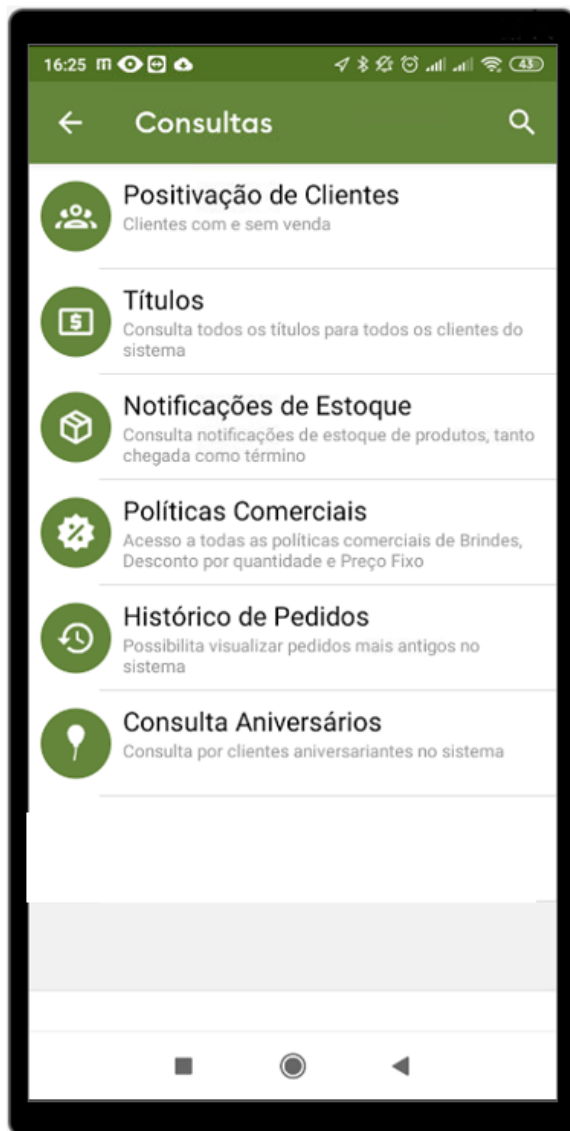 16:25
43
Consultas
Positivação de Clientes
Clientes com e sem venda
Títulos
Consulta todos os títulos para todos os clientes do
sistema
Notificações de Estoque
Consulta notificações de estoque de produtos, tanto
chegada como término
Políticas Comerciais
Acesso a todas as políticas comerciais de Brindes,
Desconto por quantidade e Preço Fixo
Histórico de Pedidos
Possibilita visualizar pedidos mais antigos no
sistema
Consulta Aniversários
Consulta por clientes aniversariantes no sistema